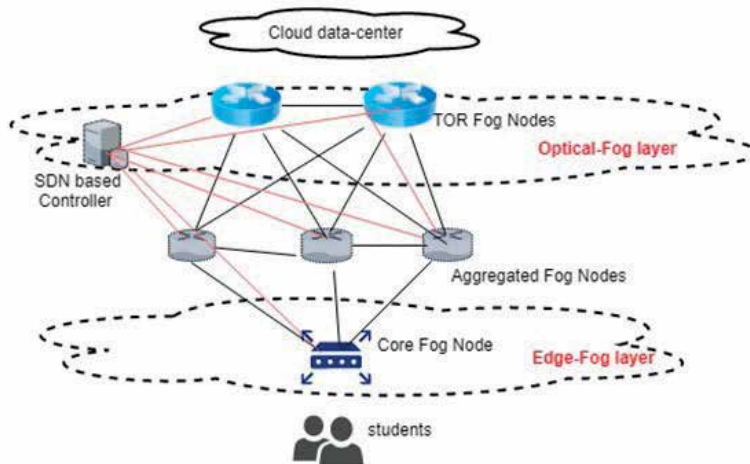 Cloud data-center
TOR Fog Nodes
Optical-Fog layer
SDN based
Controller
Aggregated Fog Nodes
Core Fog Node
Edge-Fog layer
students